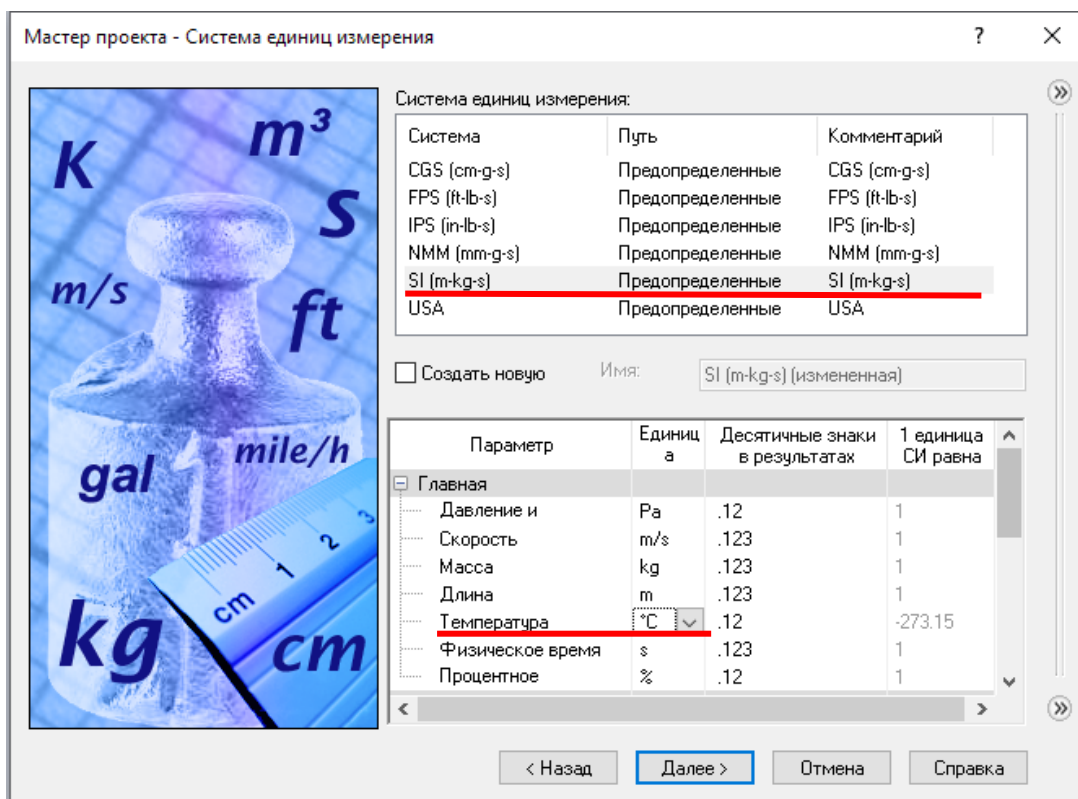 Мастер проекта - Система единиц измерения ? ×
K
m³
S
m/s
ft
mile/h
gal
1 2 3
cm
kg
cm
Система единиц измерения:
Система Путь Комментарий
CGS (cm-g-s) Предопределенные CGS (cm-g-s)
FPS (ft-lb-s) Предопределенные FPS (ft-lb-s)
IPS (in-lb-s) Предопределенные IPS (in-lb-s)
NMM (mm-g-s) Предопределенные NMM (mm-g-s)
SI (m-kg-s) Предопределенные SI (m-kg-s)
USA Предопределенные USA
Создать новую Имя: SI (m-kg-s) (измененная)
Параметр Единиц Десятичные знаки 1 единица
а в результатах СИ равна
Главная
Давление и Pa .12 1
Скорость m/s .123 1
Масса kg .123 1
Длина m .123 1
Температура °C .12 -273.15
Физическое время s .123 1
Процентное % .12 1
< Назад Далее > Отмена Справка